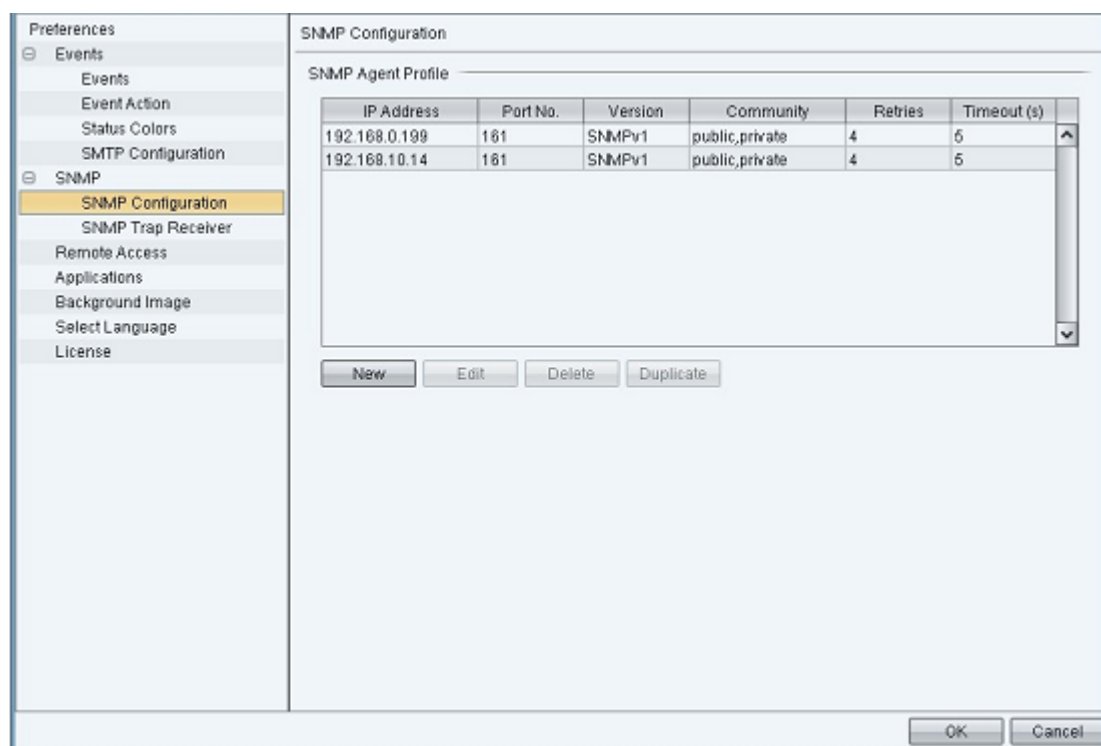 Preferences
Events
Events
Event Action
Status Colors
SMTP Configuration
SNMP
SNMP Configuration
SNMP Trap Receiver
Remote Access
Applications
Background Image
Select Language
License
SNMP Configuration
SNMP Agent Profile
IP Address Port No. Version Community Retries Timeout (s)
192.168.0.199 161 SNMPv1 public,private 4 5
192.168.10.14 161 SNMPv1 public,private 4 5
New Edit Delete Duplicate
OK Cancel